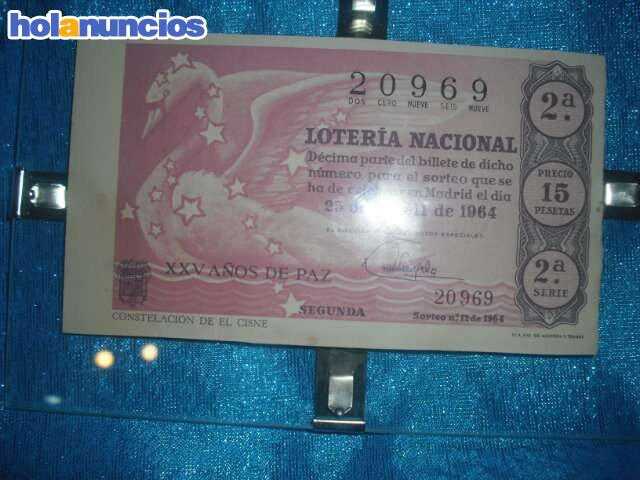 holanuncios
20969
DOS CERO NUEVE SEIS NUEVE
2ª
LOTERÍA NACIONAL
Décima parte del billete de dicho
número, para el sorteo que se
ha de en Madrid el día
25 de 1964
PRECIO
15
PESETAS
XXV AÑOS DE PAZ
20969
2ª
SERIE
SEGUNDA
Sorteo nº 12 de 1964
CONSTELACION DE EL CISNE